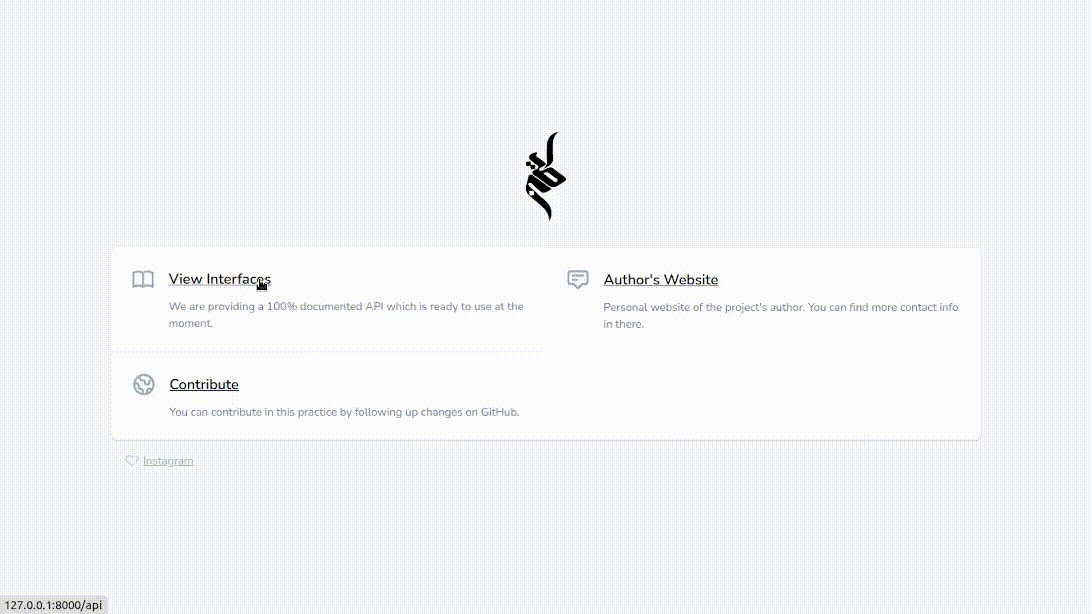 View Interfaces
We are providing a 100% documented API which is ready to use at the
moment.
Author's Website
Personal website of the project's author. You can find more contact info
in there.
Contribute
You can contribute in this practice by following up changes on GitHub.
Instagram
127.0.0.1:8000/api